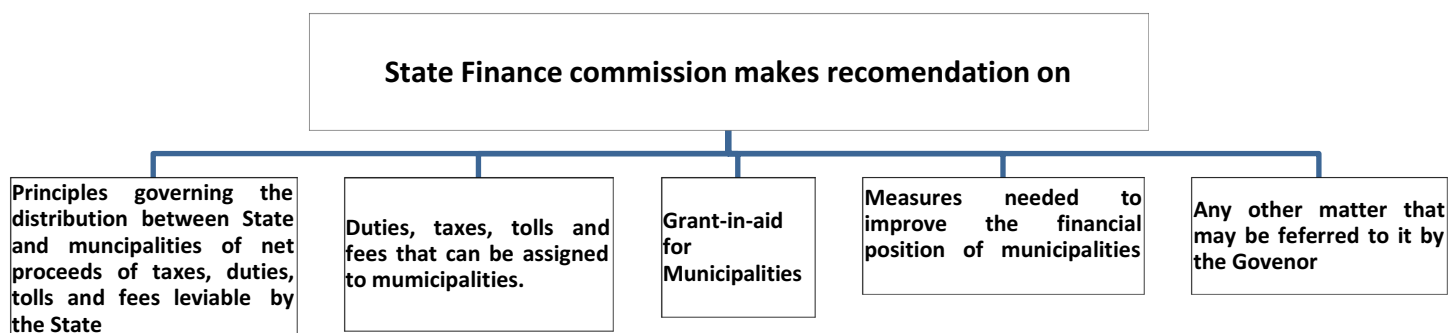 State Finance commission makes recomendation on
Principles governing the
distribution between State
and muncipalities of net
proceeds of taxes, duties,
tolls and fees leviable by
the State
Duties, taxes, tolls and
fees that can be assigned
to mumicipalities.
Grant-in-aid
for
Municipalities
Measures needed to
improve the financial
position of municipalities
Any other matter that
may be feferred to it by
the Govenor